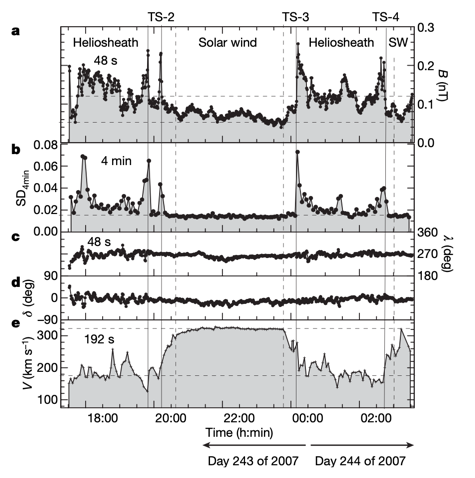 TS-2 TS-3 TS-4
a
Heliosheath Solar wind Heliosheath SW
48 s
0.3
0.2
0.1
0.0
B (nT)
b
0.08
0.06
0.04
0.02
0.00
SD4min
4 min
c
48 s
360
270
180
λ (deg)
d
90
0
-90
δ (deg)
e
192 s
300
200
100
V (km s⁻¹)
18:00 20:00 22:00 00:00 02:00
Time (h:min)
Day 243 of 2007 Day 244 of 2007